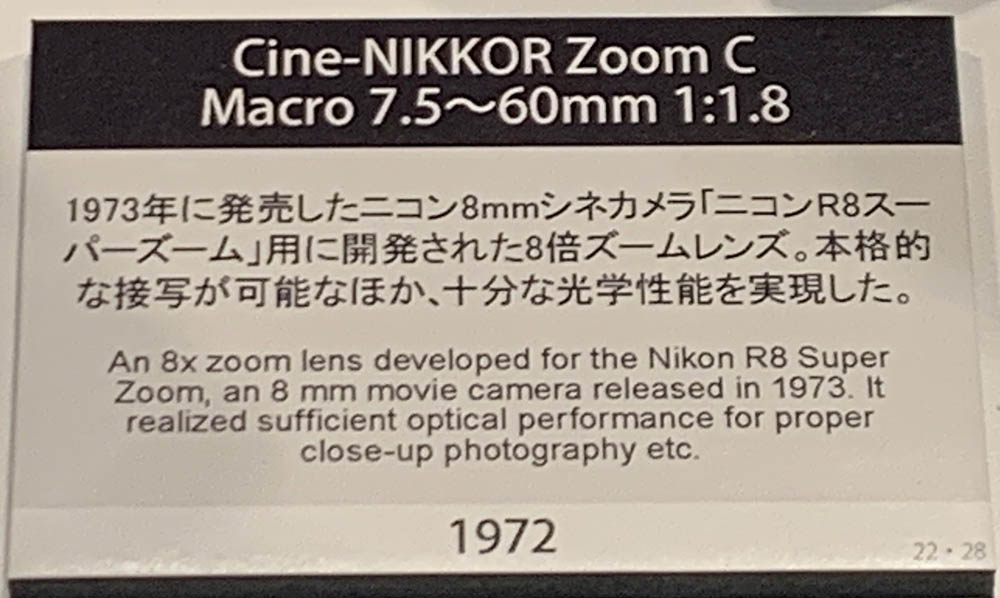 Cine-NIKKOR Zoom C
Macro 7.5～60mm 1:1.8
1973年に発売したニコン8mmシネカメラ「ニコンR8スー
パーズーム」用に開発された8倍ズームレンズ。本格的
な接写が可能なほか、十分な光学性能を実現した。
An 8x zoom lens developed for the Nikon R8 Super
Zoom, an 8 mm movie camera released in 1973. It
realized sufficient optical performance for proper
close-up photography etc.
1972
22・28